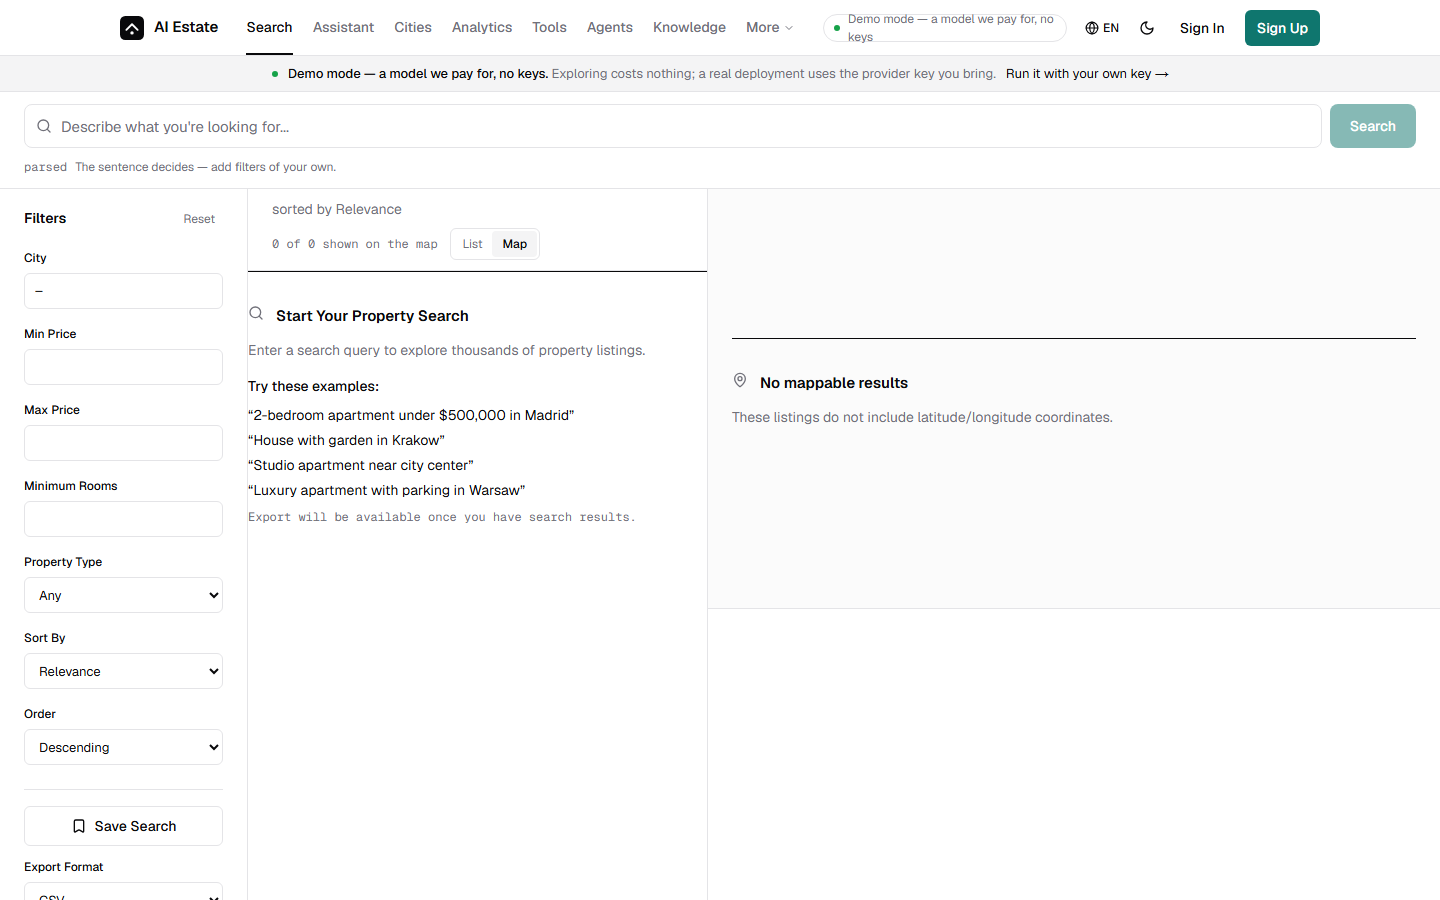 AI Estate
Search
Assistant
Cities
Analytics
Tools
Agents
Knowledge
More
Demo mode — a model we pay for, no
keys
EN
Sign In
Sign Up
Demo mode — a model we pay for, no keys. Exploring costs nothing; a real deployment uses the provider key you bring. Run it with your own key →
Describe what you're looking for...
Search
parsed The sentence decides — add filters of your own.
Filters
Reset
City
–
Min Price
Max Price
Minimum Rooms
Property Type
Any
Sort By
Relevance
Order
Descending
Save Search
Export Format
CSV
sorted by Relevance
0 of 0 shown on the map
List
Map
Start Your Property Search
Enter a search query to explore thousands of property listings.
Try these examples:
“2-bedroom apartment under $500,000 in Madrid”
“House with garden in Krakow”
“Studio apartment near city center”
“Luxury apartment with parking in Warsaw”
Export will be available once you have search results.
No mappable results
These listings do not include latitude/longitude coordinates.